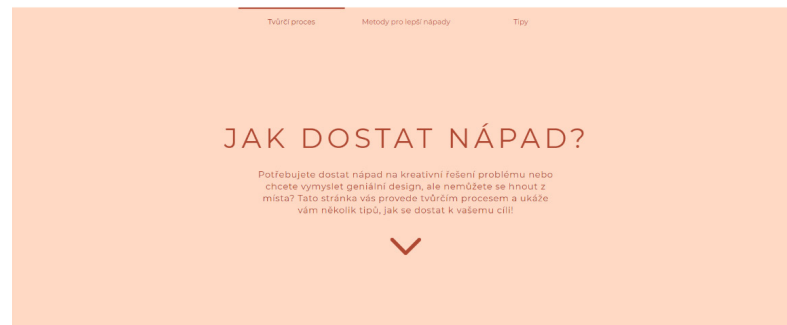 Tvůrčí proces
Metody pro lepší nápady
Tipy
JAK DOSTAT NÁPAD?
Potřebujete dostat nápad na kreativní řešení problému nebo
chcete vymyslet geniální design, ale nemůžete se hnout z
místa? Tato stránka vás provede tvůrčím procesem a ukáže
vám několik tipů, jak se dostat k vašemu cíli!